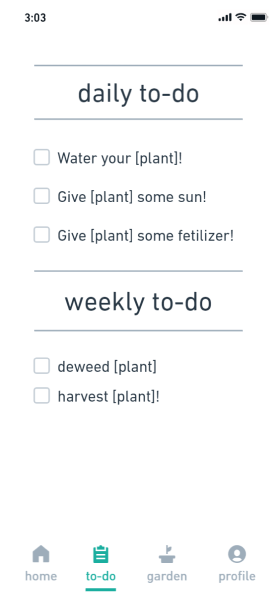 3:03
daily to-do
Water your [plant]!
Give [plant] some sun!
Give [plant] some fetilizer!
weekly to-do
deweed [plant]
harvest [plant]!
home
to-do
garden
profile